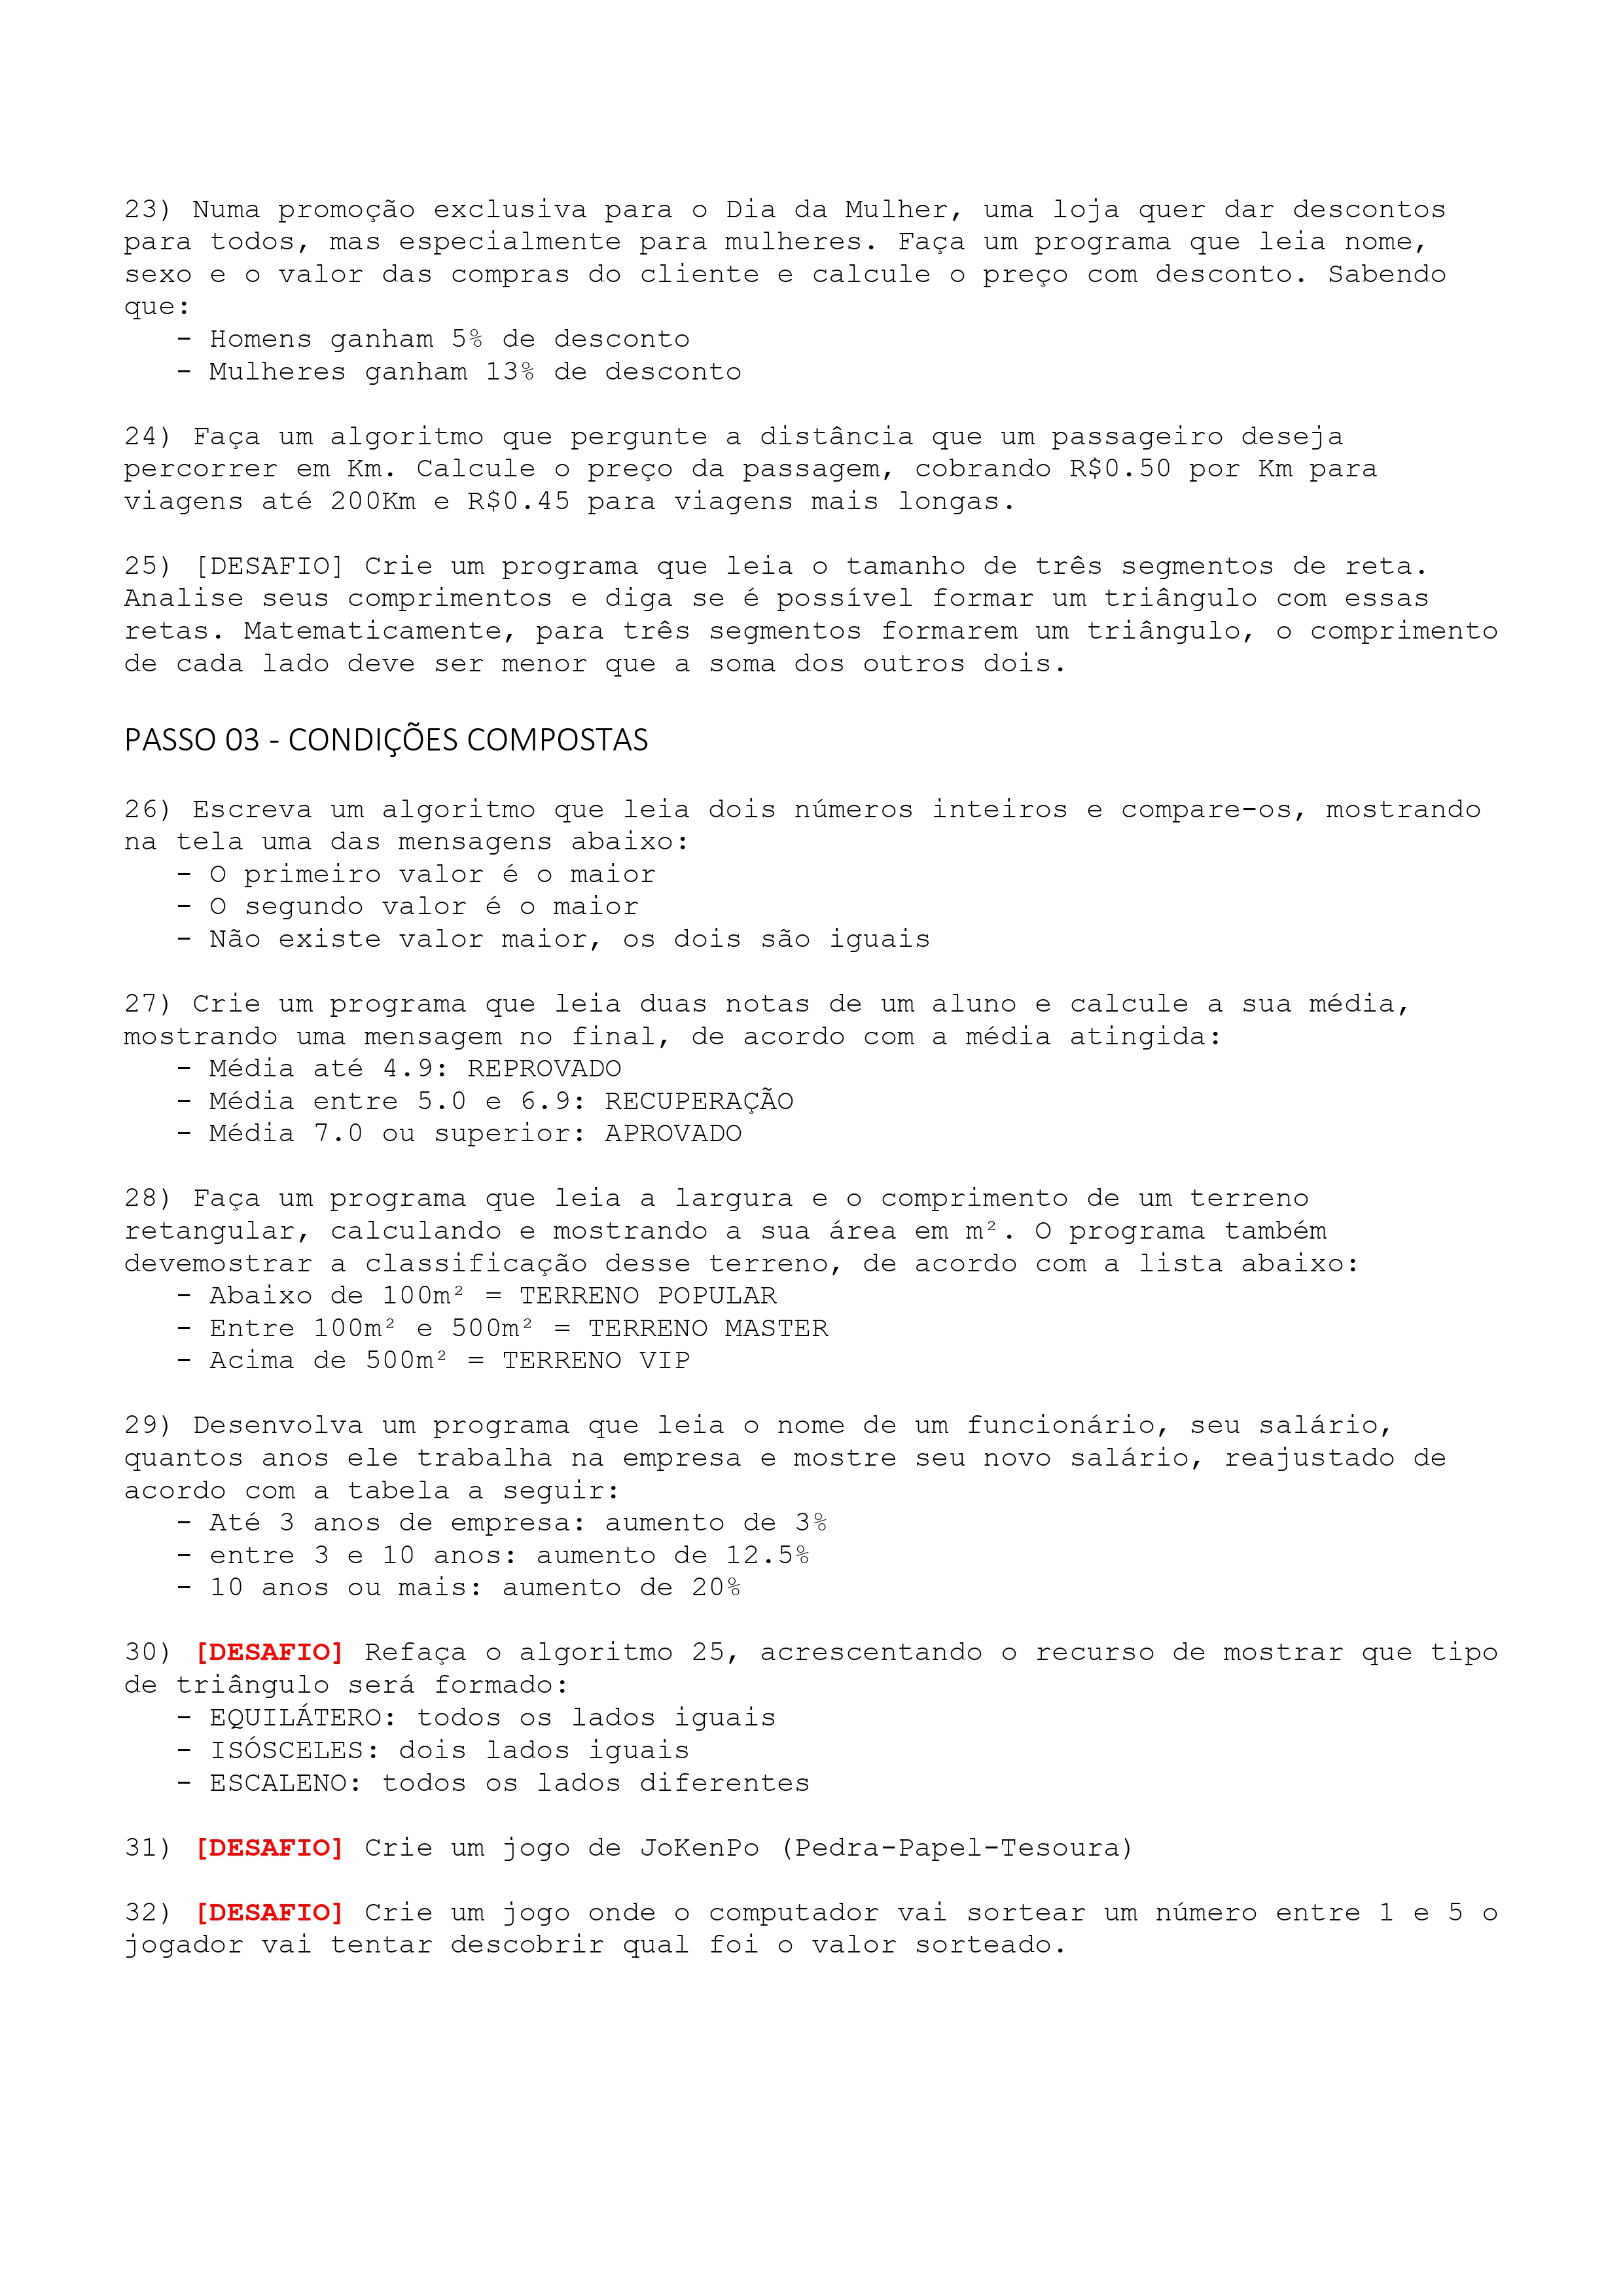 23) Numa promoção exclusiva para o Dia da Mulher, uma loja quer dar descontos
para todos, mas especialmente para mulheres. Faça um programa que leia nome,
sexo e o valor das compras do cliente e calcule o preço com desconto. Sabendo
que:
- Homens ganham 5% de desconto
- Mulheres ganham 13% de desconto
24) Faça um algoritmo que pergunte a distância que um passageiro deseja
percorrer em Km. Calcule o preço da passagem, cobrando R$0.50 por Km para
viagens até 200Km e R$0.45 para viagens mais longas.
25) [DESAFIO] Crie um programa que leia o tamanho de três segmentos de reta.
Analise seus comprimentos e diga se é possível formar um triângulo com essas
retas. Matematicamente, para três segmentos formarem um triângulo, o comprimento
de cada lado deve ser menor que a soma dos outros dois.
PASSO 03 - CONDIÇÕES COMPOSTAS
26) Escreva um algoritmo que leia dois números inteiros e compare-os, mostrando
na tela uma das mensagens abaixo:
- O primeiro valor é o maior
- O segundo valor é o maior
- Não existe valor maior, os dois são iguais
27) Crie um programa que leia duas notas de um aluno e calcule a sua média,
mostrando uma mensagem no final, de acordo com a média atingida:
- Média até 4.9: REPROVADO
- Média entre 5.0 e 6.9: RECUPERAÇÃO
- Média 7.0 ou superior: APROVADO
28) Faça um programa que leia a largura e o comprimento de um terreno
retangular, calculando e mostrando a sua área em m². O programa também
devemostrar a classificação desse terreno, de acordo com a lista abaixo:
- Abaixo de 100m² = TERRENO POPULAR
- Entre 100m² e 500m² = TERRENO MASTER
- Acima de 500m² = TERRENO VIP
29) Desenvolva um programa que leia o nome de um funcionário, seu salário,
quantos anos ele trabalha na empresa e mostre seu novo salário, reajustado de
acordo com a tabela a seguir:
- Até 3 anos de empresa: aumento de 3%
- entre 3 e 10 anos: aumento de 12.5%
- 10 anos ou mais: aumento de 20%
30) [DESAFIO] Refaça o algoritmo 25, acrescentando o recurso de mostrar que tipo
de triângulo será formado:
- EQUILÁTERO: todos os lados iguais
- ISÓSCELES: dois lados iguais
- ESCALENO: todos os lados diferentes
31) [DESAFIO] Crie um jogo de JoKenPo (Pedra-Papel-Tesoura)
32) [DESAFIO] Crie um jogo onde o computador vai sortear um número entre 1 e 5 o
jogador vai tentar descobrir qual foi o valor sorteado.